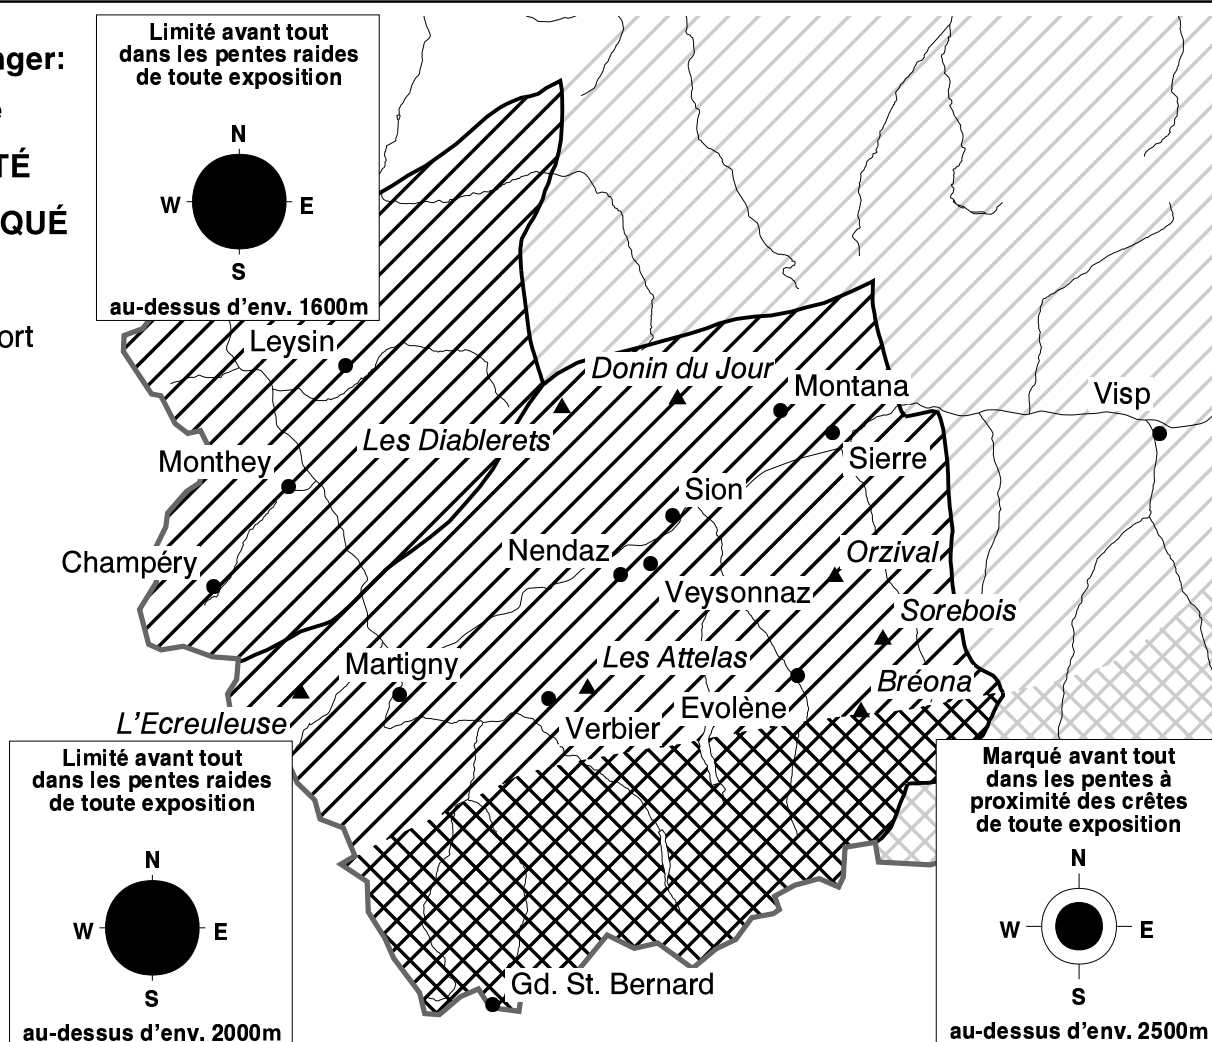 nger:
TÉ
QUÉ
ort
Limité avant tout
dans les pentes raides
de toute exposition
N
W
E
S
au-dessus d'env. 1600m
Leysin
Donin du Jour
Montana
Visp
Les Diablerets
Monthey
Sierre
Sion
Champéry
Nendaz
Orzival
Veysonnaz
Sorebois
Martigny
Les Attelas
Bréona
L'Ecreuleuse
Verbier
Evolène
Limité avant tout
dans les pentes raides
de toute exposition
N
W
E
S
au-dessus d'env. 2000m
Marqué avant tout
dans les pentes à
proximité des crêtes
de toute exposition
N
W
E
S
au-dessus d'env. 2500m
Gd. St. Bernard